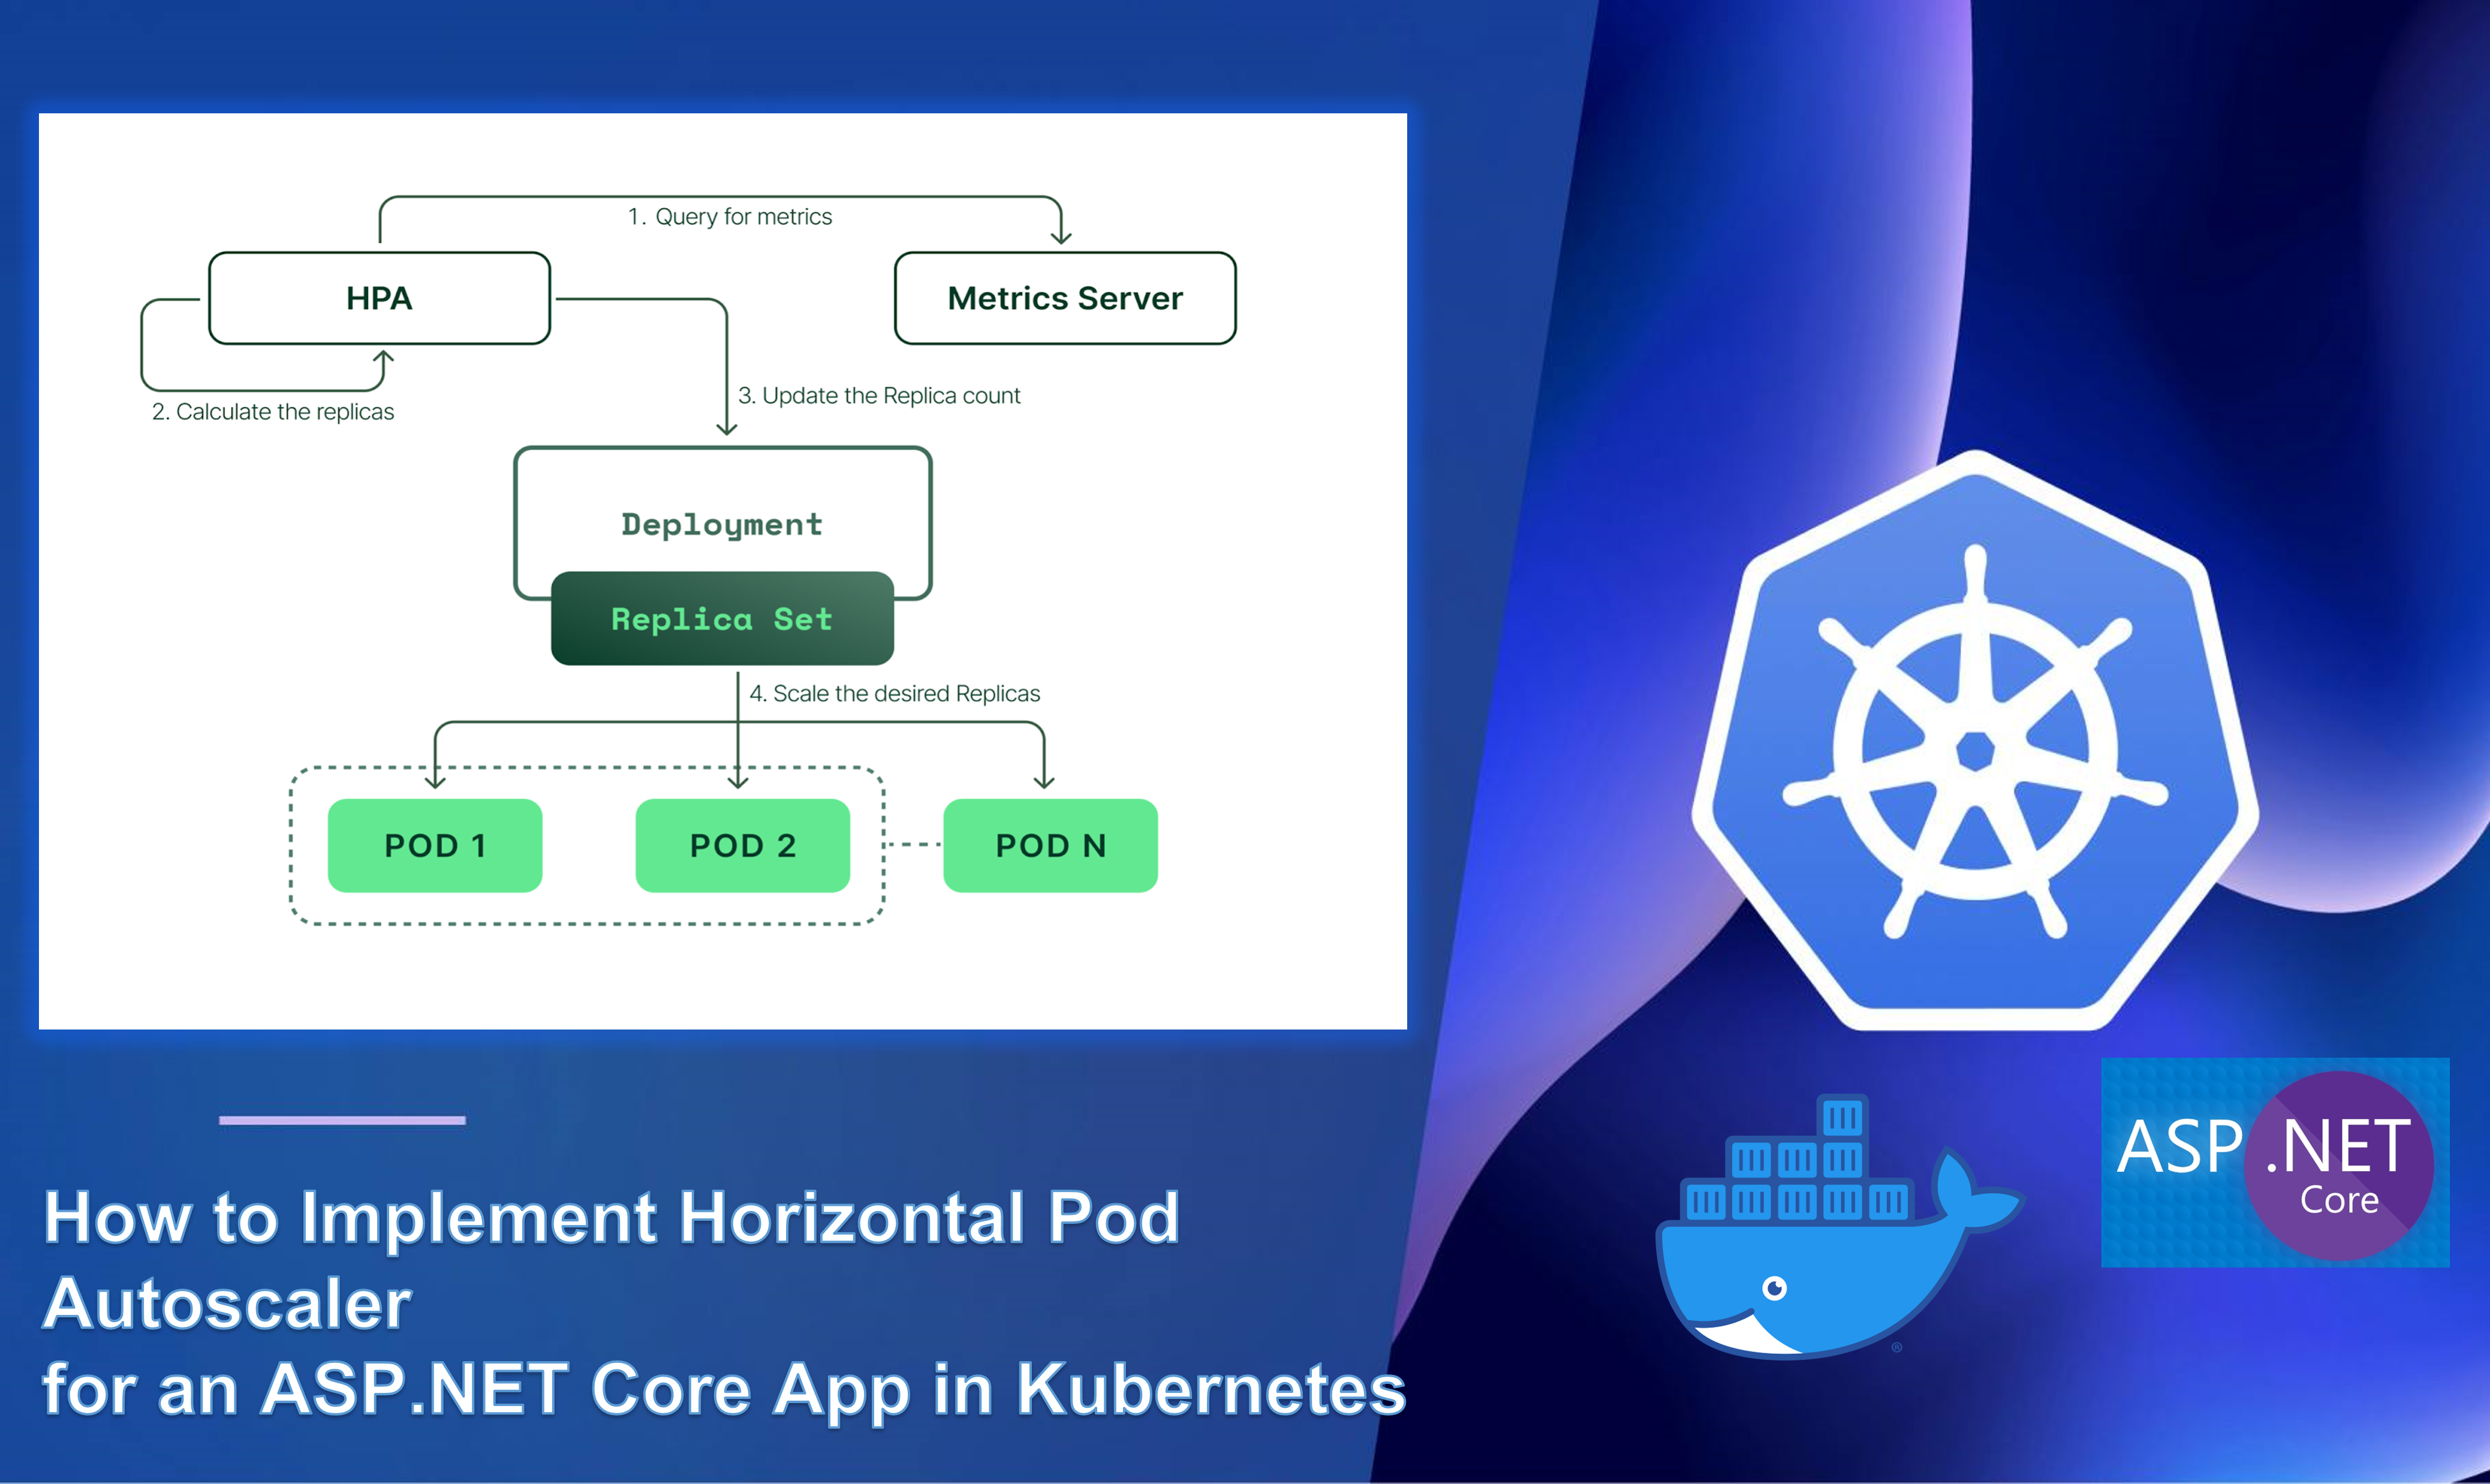 1. Query for metrics
HPA
Metrics Server
2. Calculate the replicas
3. Update the Replica count
Deployment
Replica Set
4. Scale the desired Replicas
POD 1
POD 2
POD N
ASP.NET
Core
®
How to Implement Horizontal Pod
Autoscaler
for an ASP.NET Core App in Kubernetes